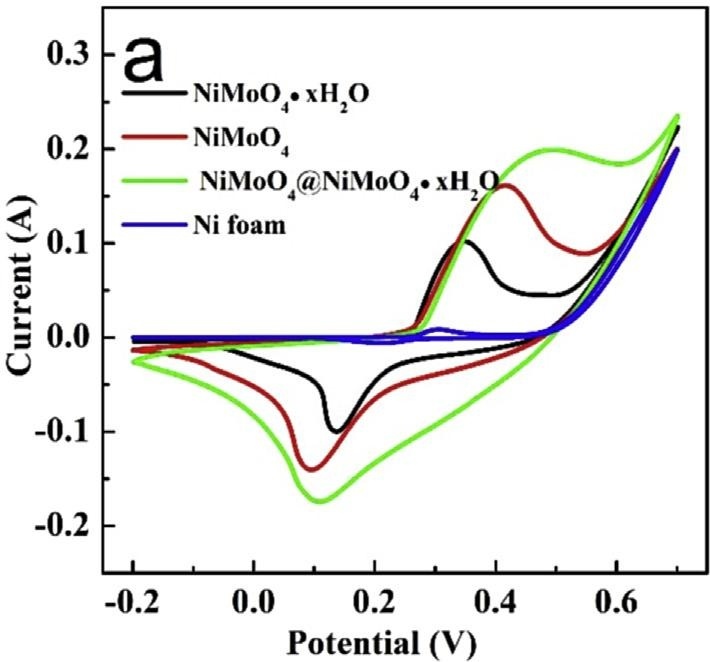 a
NiMoO₄• xH₂O
NiMoO₄
NiMoO₄@NiMoO₄• xH₂O
Ni foam
Current (A)
0.3
0.2
0.1
0.0
-0.1
-0.2
-0.2 0.0 0.2 0.4 0.6
Potential (V)